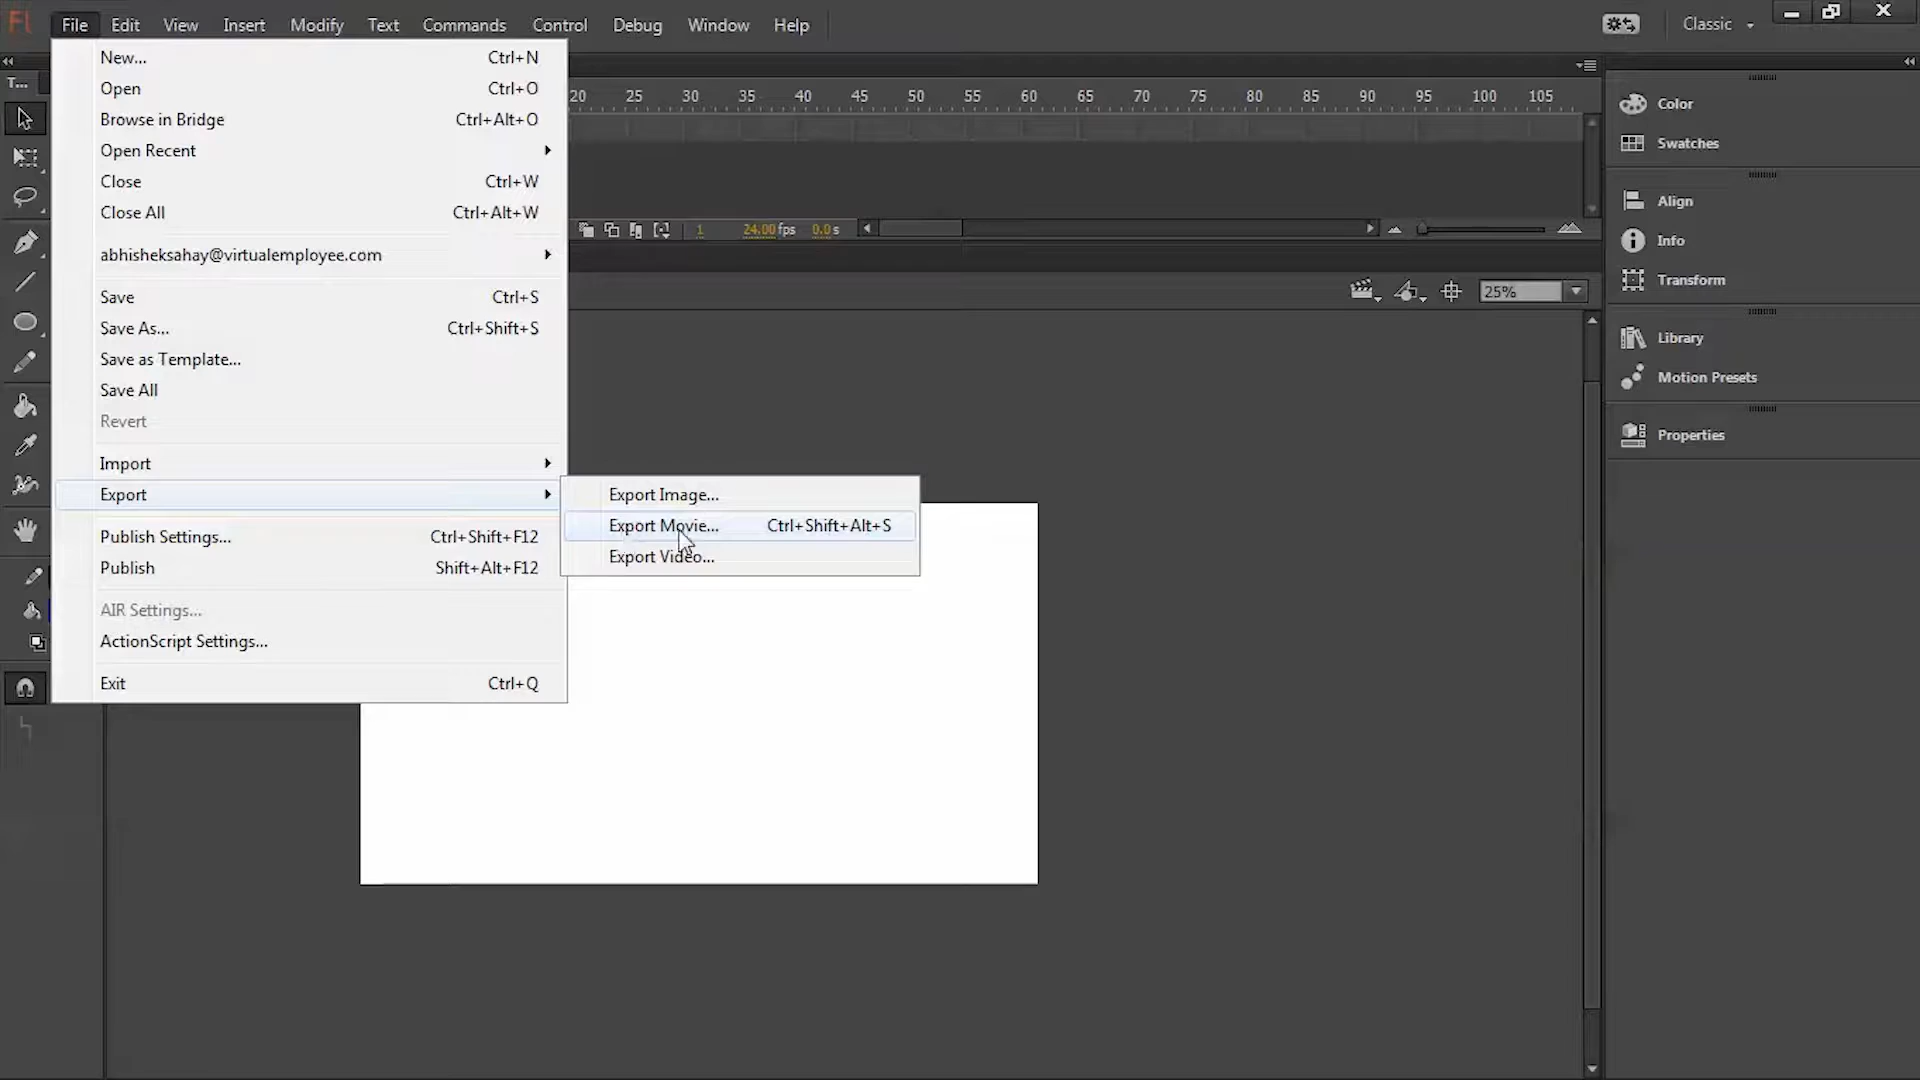 Fl File Edit View Insert Modify Text Commands Control Debug Window Help Classic
T...
New... Ctrl+N
Open Ctrl+O
Browse in Bridge Ctrl+Alt+O
Open Recent
Close Ctrl+W
Close All Ctrl+Alt+W
abhisheksahay@virtualemployee.com
Save Ctrl+S
Save As... Ctrl+Shift+S
Save as Template...
Save All
Revert
Import
Export
Publish Settings... Ctrl+Shift+F12
Publish Shift+Alt+F12
AIR Settings...
ActionScript Settings...
Exit Ctrl+Q
Export Image...
Export Movie... Ctrl+Shift+Alt+S
Export Video...
20 25 30 35 40 45 50 55 60 65 70 75 80 85 90 95 100 105
1 24.00 fps 0.0 s
25%
Color
Swatches
Align
Info
Transform
Library
Motion Presets
Properties